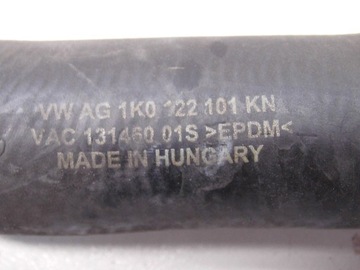 VW AG 1K0 122 101 KN
VAC 131460 01S >EPDM<
MADE IN HUNGARY